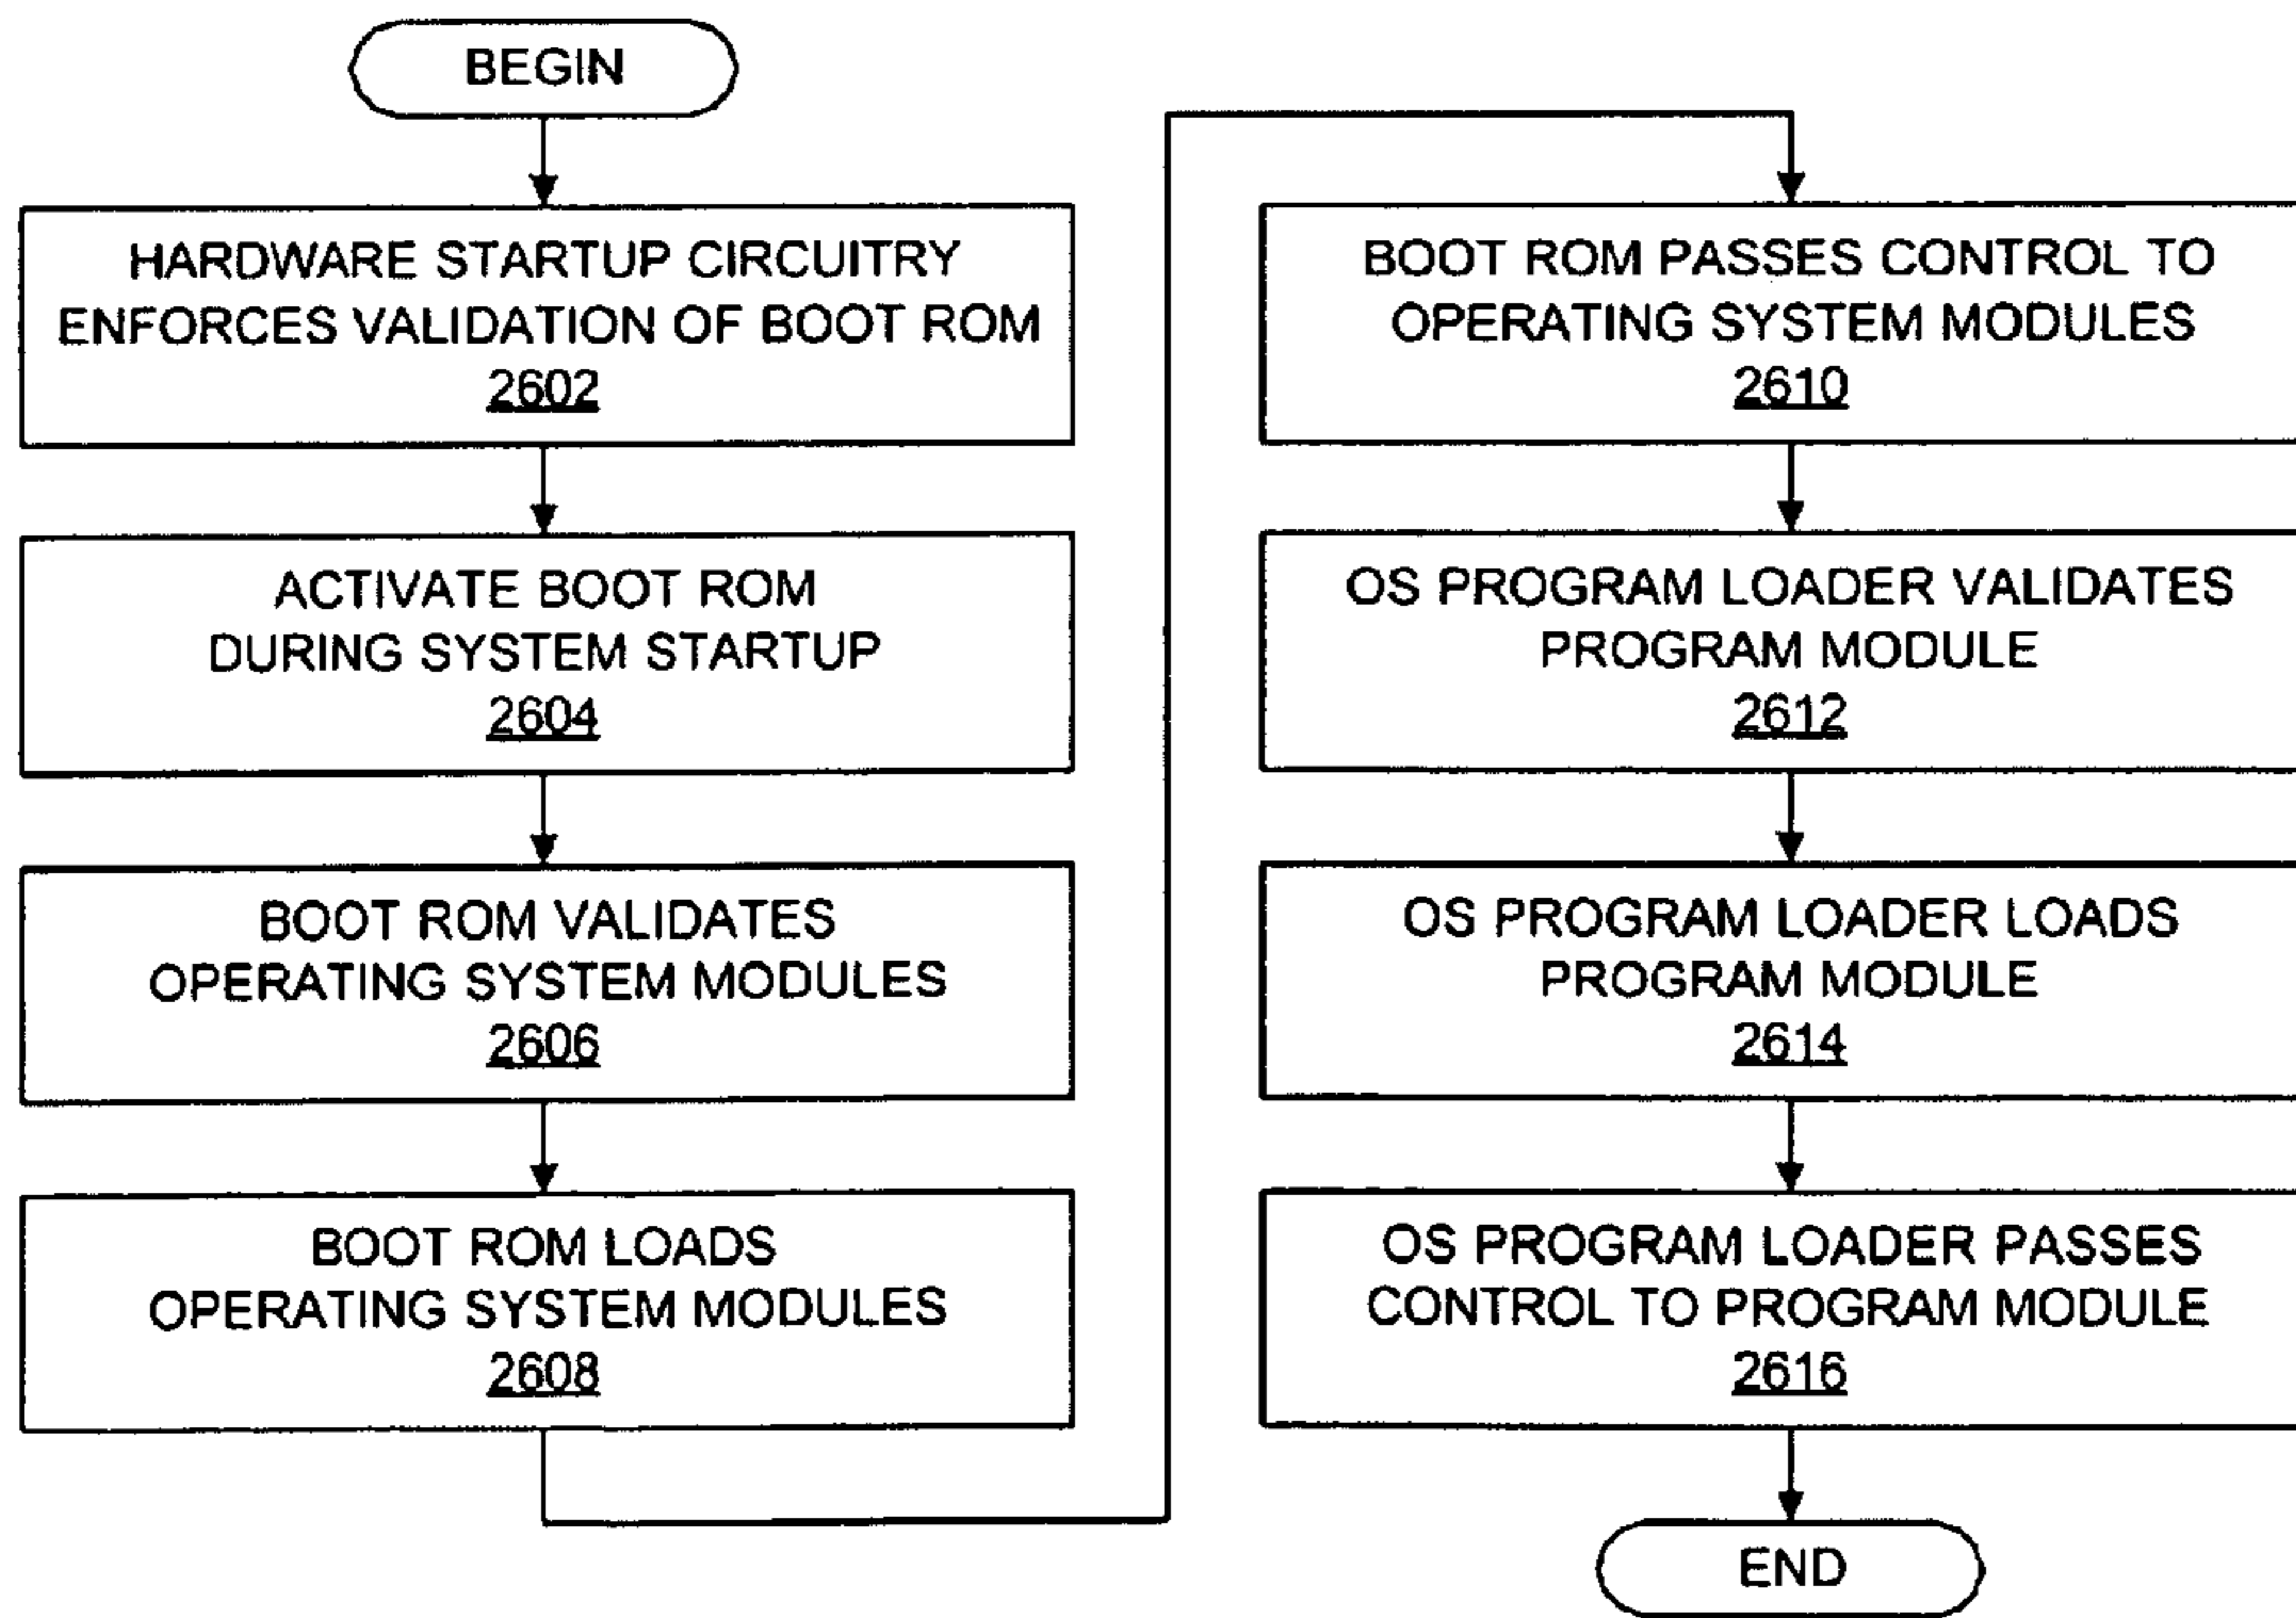 BEGIN
HARDWARE STARTUP CIRCUITRY
ENFORCES VALIDATION OF BOOT ROM
2602
ACTIVATE BOOT ROM
DURING SYSTEM STARTUP
2604
BOOT ROM VALIDATES
OPERATING SYSTEM MODULES
2606
BOOT ROM LOADS
OPERATING SYSTEM MODULES
2608
BOOT ROM PASSES CONTROL TO
OPERATING SYSTEM MODULES
2610
OS PROGRAM LOADER VALIDATES
PROGRAM MODULE
2612
OS PROGRAM LOADER LOADS
PROGRAM MODULE
2614
OS PROGRAM LOADER PASSES
CONTROL TO PROGRAM MODULE
2616
END